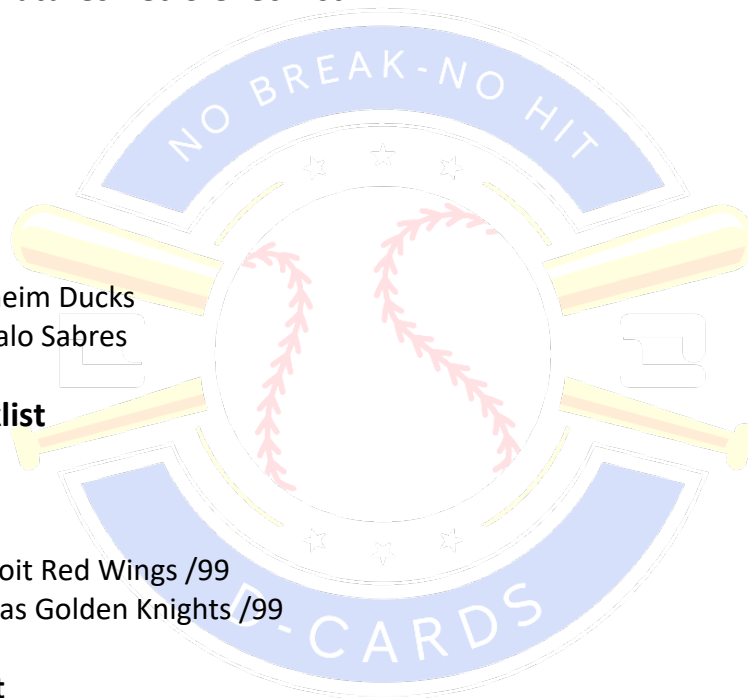 NO BREAK-NO HIT
eim Ducks
alo Sabres
list
oit Red Wings /99
as Golden Knights /99
D-CARDS
t